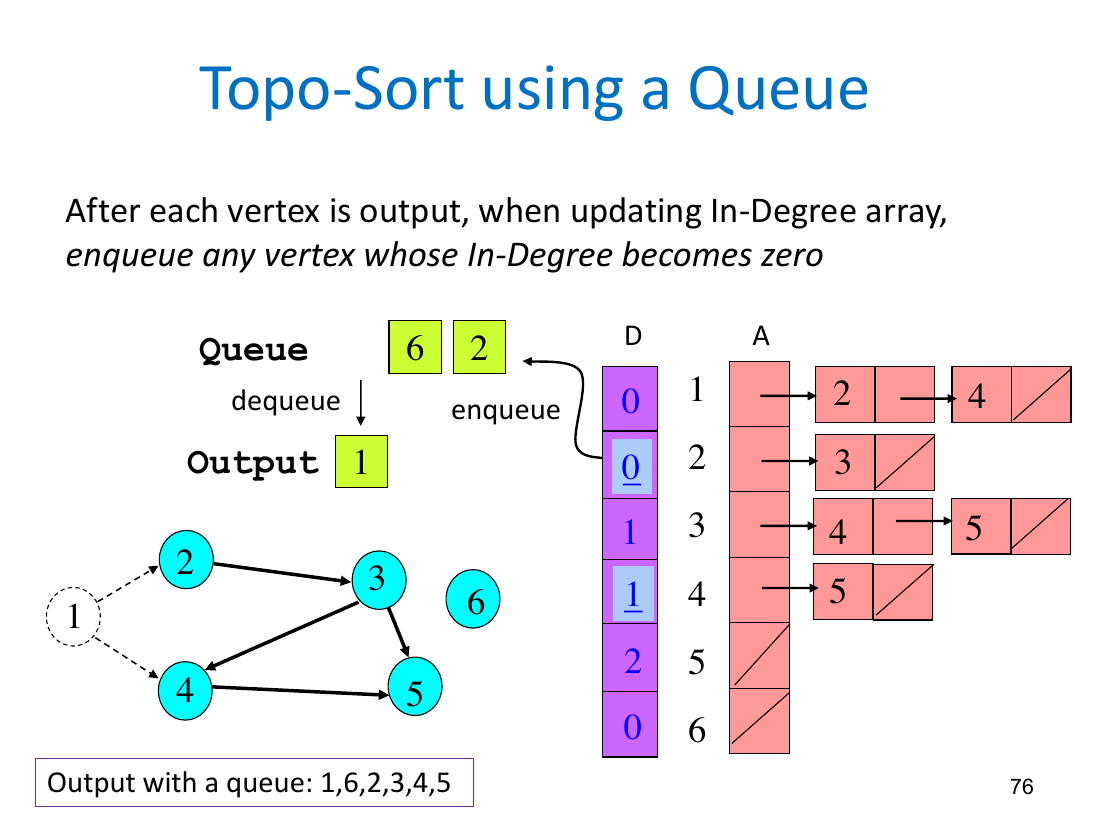 Topo-Sort using a Queue
After each vertex is output, when updating In-Degree array,
enqueue any vertex whose In-Degree becomes zero
Queue 6 2
dequeue
enqueue
Output 1
D A
0 1 2 4
0 2 3
1 3 4 5
1 4 5
2 5
0 6
2
3
6
1
4
5
Output with a queue: 1,6,2,3,4,5
76